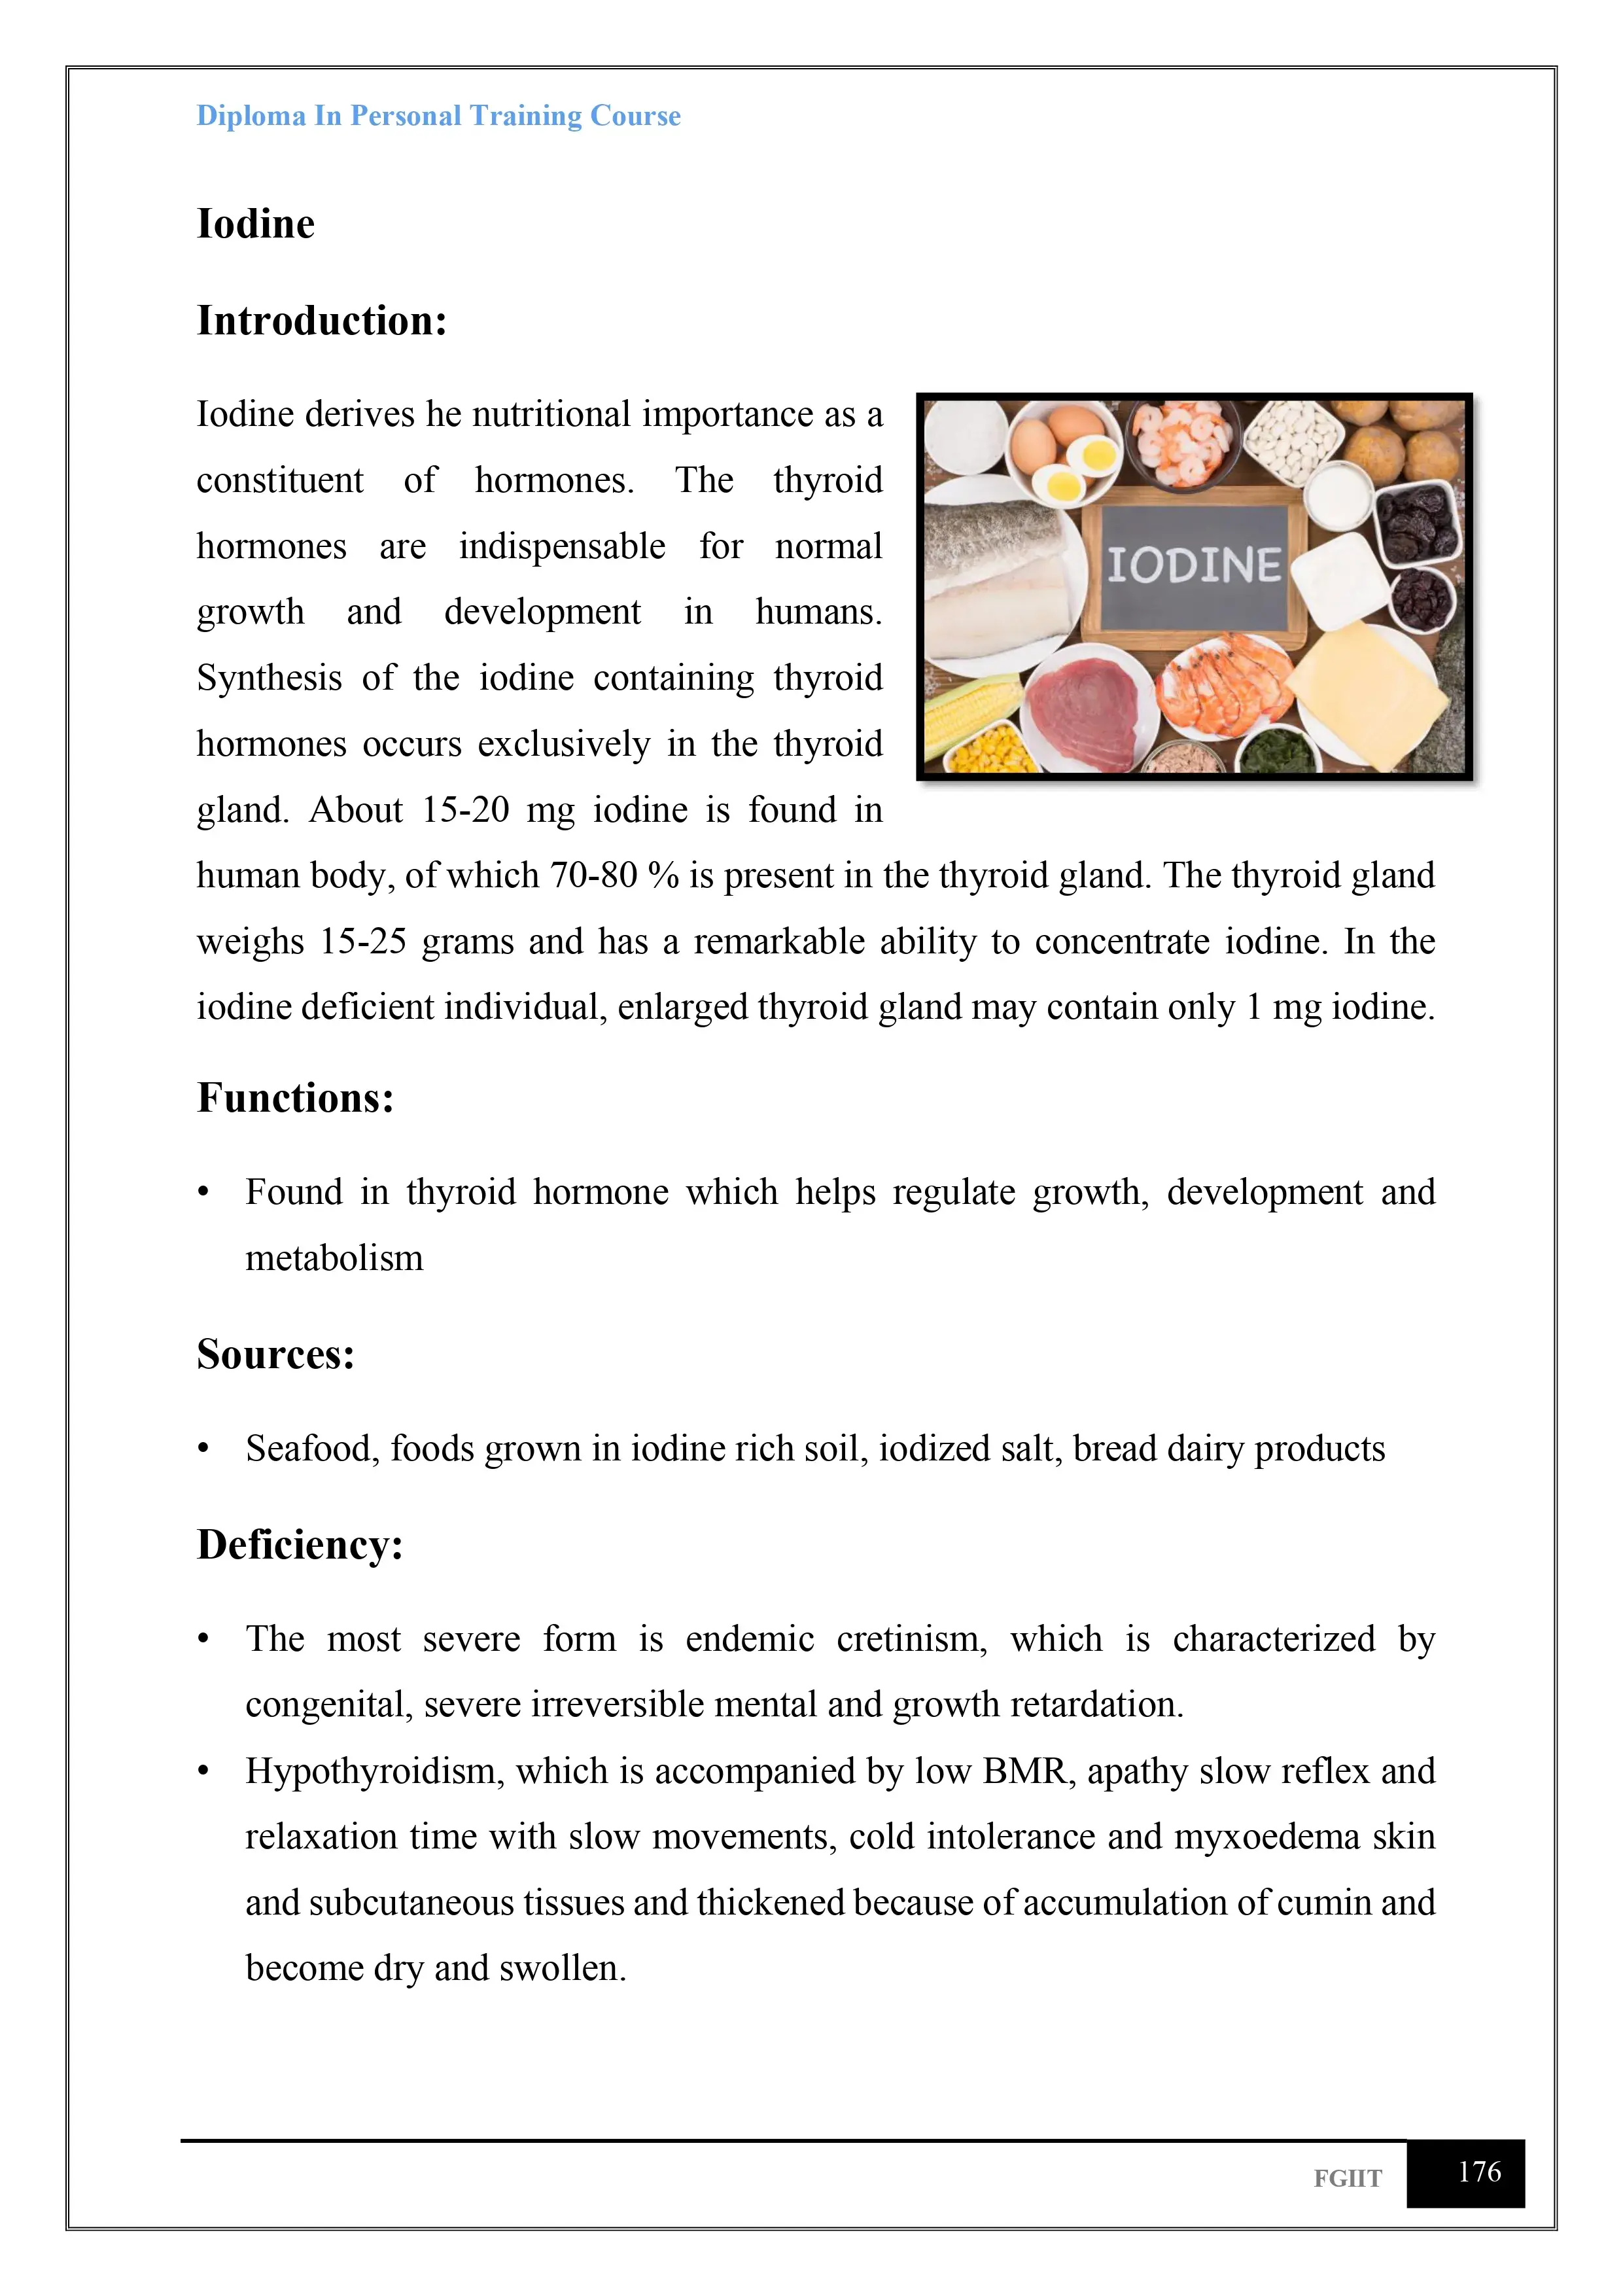 Diploma In Personal Training Course
Iodine
Introduction:
Iodine derives he nutritional importance as a
constituent of hormones. The thyroid
hormones are indispensable for normal
growth and development in humans.
Synthesis of the iodine containing thyroid
hormones occurs exclusively in the thyroid
gland. About 15-20 mg iodine is found in
IODINE
human body, of which 70-80 % is present in the thyroid gland. The thyroid gland
weighs 15-25 grams and has a remarkable ability to concentrate iodine. In the
iodine deficient individual, enlarged thyroid gland may contain only 1 mg iodine.
Functions:
• Found in thyroid hormone which helps regulate growth, development and
metabolism
Sources:
• Seafood, foods grown in iodine rich soil, iodized salt, bread dairy products
Deficiency:
• The most severe form is endemic cretinism, which is characterized by
congenital, severe irreversible mental and growth retardation.
• Hypothyroidism, which is accompanied by low BMR, apathy slow reflex and
relaxation time with slow movements, cold intolerance and myxoedema skin
and subcutaneous tissues and thickened because of accumulation of cumin and
become dry and swollen.
FGIIT 176